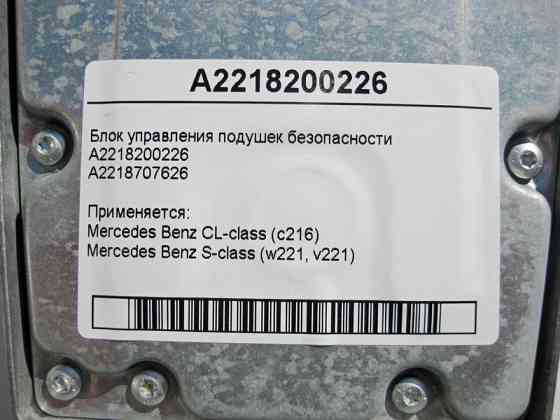 A2218200226
Блок управления подушек безопасности
A2218200226
A2218707626
Применяется:
Mercedes Benz CL-class (c216)
Mercedes Benz S-class (w221, v221)